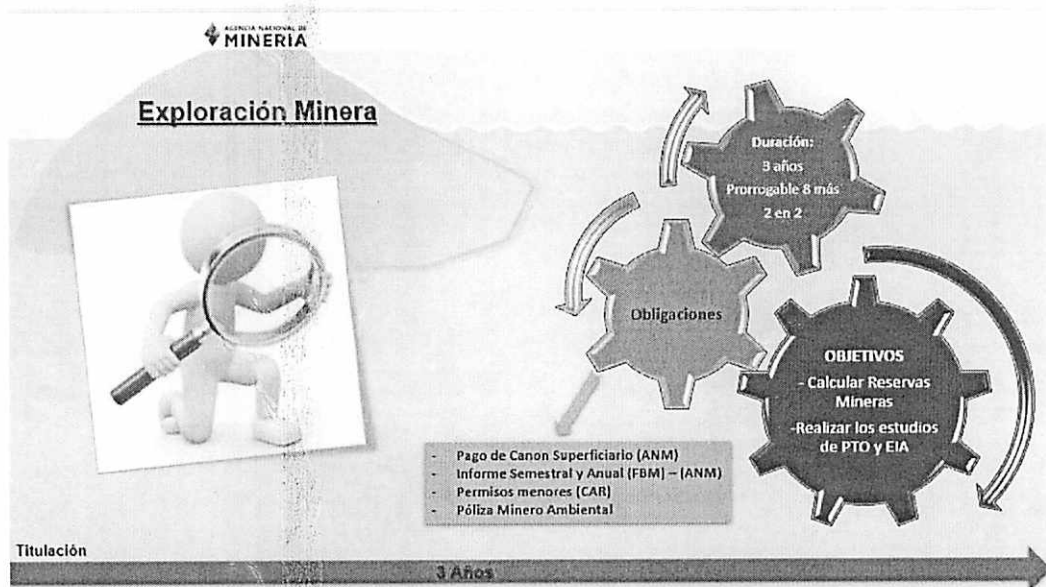 AGENCIA NACIONAL DE
MINERÍA
Exploración Minera
Duración:
3 años
Prorrogable 8 más
2 en 2
Obligaciones
OBJETIVOS
- Calcular Reservas
Mineras
-Realizar los estudios
de PTO y EIA
- Pago de Canon Superficiario (ANM)
- Informe Semestral y Anual (FBM) – (ANM)
- Permisos menores (CAR)
- Póliza Minero Ambiental
Titulación
3 Años